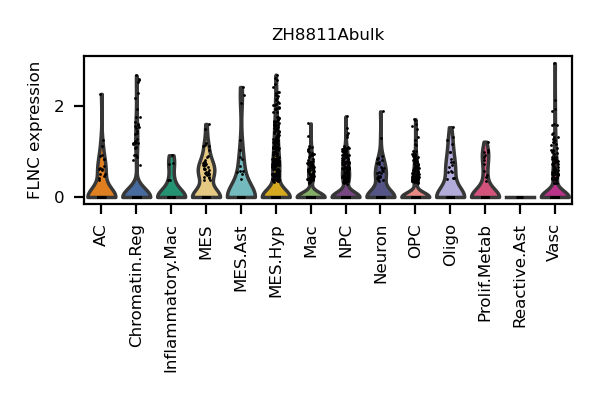 ZH8811Abulk
FLNC expression
2
0
AC
Chromatin.Reg
Inflammatory.Mac
MES
MES.Ast
MES.Hyp
Mac
NPC
Neuron
OPC
Oligo
Prolif.Metab
Reactive.Ast
Vasc